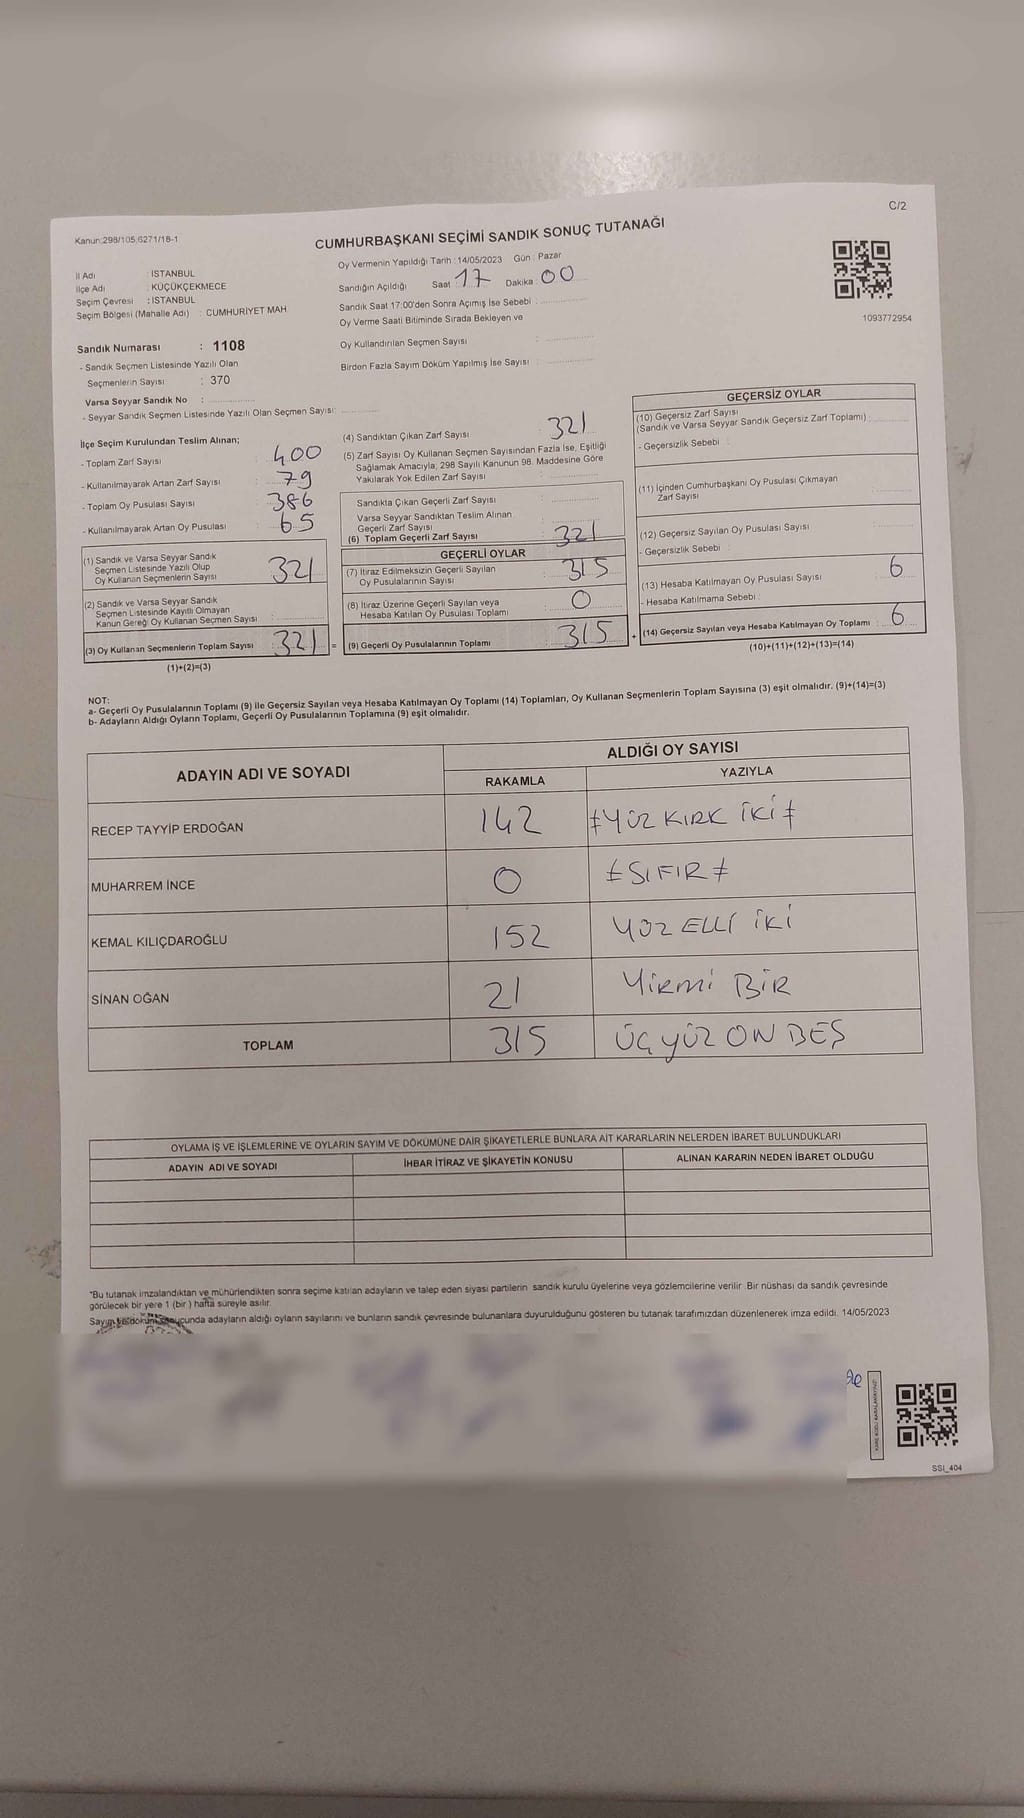 C/2
Kanun:298/105;6271/18-1
CUMHURBAŞKANI SEÇİMİ SANDIK SONUÇ TUTANAĞI
İl Adı : İSTANBUL
İlçe Adı : KÜÇÜKÇEKMECE
Seçim Çevresi : İSTANBUL
Seçim Bölgesi (Mahalle Adı) : CUMHURİYET MAH.
Oy Vermenin Yapıldığı Tarih : 14/05/2023 Gün : Pazar
Sandığın Açıldığı Saat : 17 Dakika : 00
Sandık Saat 17:00'den Sonra Açımış İse Sebebi :
Oy Verme Saati Bitiminde Sırada Bekleyen ve
Oy Kullandırılan Seçmen Sayısı :
Birden Fazla Sayım Döküm Yapılmış İse Sayısı :
1093772954
Sandık Numarası : 1108
- Sandık Seçmen Listesinde Yazılı Olan
Seçmenlerin Sayısı : 370
Varsa Seyyar Sandık No :
- Seyyar Sandık Seçmen Listesinde Yazılı Olan Seçmen Sayısı:
İlçe Seçim Kurulundan Teslim Alınan;
- Toplam Zarf Sayısı : 400
- Kullanılmayarak Artan Zarf Sayısı : 79
- Toplam Oy Pusulası Sayısı : 386
- Kullanılmayarak Artan Oy Pusulası : 65
(1) Sandık ve Varsa Seyyar Sandık
Seçmen Listesinde Yazılı Olup
Oy Kullanan Seçmenlerin Sayısı : 321
(2) Sandık ve Varsa Seyyar Sandık
Seçmen Listesinde Kayıtlı Olmayan
Kanun Gereği Oy Kullanan Seçmen Sayısı :
(3) Oy Kullanan Seçmenlerin Toplam Sayısı : 321 =
(1)+(2)=(3)
(4) Sandıktan Çıkan Zarf Sayısı : 321
(5) Zarf Sayısı Oy Kullanan Seçmen Sayısından Fazla İse, Eşitliği
Sağlamak Amacıyla, 298 Sayılı Kanunun 98. Maddesine Göre
Yakılarak Yok Edilen Zarf Sayısı :
Sandıkta Çıkan Geçerli Zarf Sayısı :
Varsa Seyyar Sandıktan Teslim Alınan
Geçerli Zarf Sayısı :
(6) Toplam Geçerli Zarf Sayısı : 321
GEÇERLİ OYLAR
(7) İtiraz Edilmeksizin Geçerli Sayılan
Oy Pusulalarının Sayısı : 315
(8) İtiraz Üzerine Geçerli Sayılan veya
Hesaba Katılan Oy Pusulası Toplamı : 0
(9) Geçerli Oy Pusulalarının Toplamı : 315 +
GEÇERSİZ OYLAR
(10) Geçersiz Zarf Sayısı
(Sandık ve Varsa Seyyar Sandık Geçersiz Zarf Toplamı)
- Geçersizlik Sebebi :
(11) İçinden Cumhurbaşkanı Oy Pusulası Çıkmayan
Zarf Sayısı :
(12) Geçersiz Sayılan Oy Pusulası Sayısı :
- Geçersizlik Sebebi :
(13) Hesaba Katılmayan Oy Pusulası Sayısı : 6
- Hesaba Katılmama Sebebi :
(14) Geçersiz Sayılan veya Hesaba Katılmayan Oy Toplamı : 6
(10)+(11)+(12)+(13)=(14)
NOT:
a- Geçerli Oy Pusulalarının Toplamı (9) ile Geçersiz Sayılan veya Hesaba Katılmayan Oy Toplamı (14) Toplamları, Oy Kullanan Seçmenlerin Toplam Sayısına (3) eşit olmalıdır. (9)+(14)=(3)
b- Adayların Aldığı Oyların Toplamı, Geçerli Oy Pusulalarının Toplamına (9) eşit olmalıdır.
ADAYIN ADI VE SOYADI
ALDIĞI OY SAYISI
RAKAMLA YAZIYLA
RECEP TAYYİP ERDOĞAN 142 ≠YÜZ KIRK İKİ≠
MUHARREM İNCE 0 ≠SIFIR≠
KEMAL KILIÇDAROĞLU 152 YÜZ ELLİ İKİ
SİNAN OĞAN 21 YİRMİ BİR
TOPLAM 315 ÜÇ YÜZ ON BEŞ
OYLAMA İŞ VE İŞLEMLERİNE VE OYLARIN SAYIM VE DÖKÜMÜNE DAİR ŞİKAYETLERLE BUNLARA AİT KARARLARIN NELERDEN İBARET BULUNDUKLARI
ADAYIN ADI VE SOYADI İHBAR İTİRAZ VE ŞİKAYETİN KONUSU ALINAN KARARIN NEDEN İBARET OLDUĞU
*Bu tutanak imzalandıktan ve mühürlendikten sonra seçime katılan adayların ve talep eden siyasi partilerin sandık kurulu üyelerine veya gözlemcilerine verilir. Bir nüshası da sandık çevresinde
görülecek bir yere 1 (bir) hafta süreyle asılır.
Sayım ve döküm sonucunda adayların aldığı oyların sayılarını ve bunların sandık çevresinde bulunanlara duyurulduğunu gösteren bu tutanak tarafımızdan düzenlenerek imza edildi. 14/05/2023
SSI_404